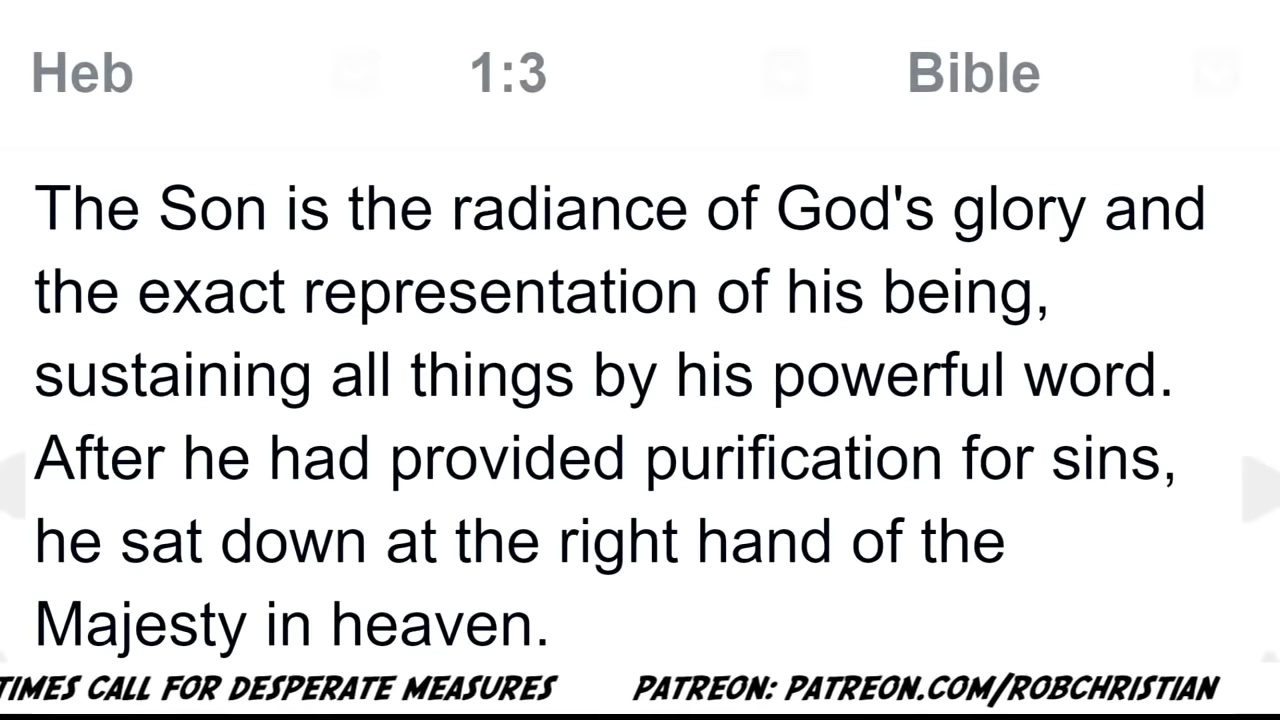 Heb 1:3 Bible
The Son is the radiance of God's glory and
the exact representation of his being,
sustaining all things by his powerful word.
After he had provided purification for sins,
he sat down at the right hand of the
Majesty in heaven.
TIMES CALL FOR DESPERATE MEASURES PATREON: PATREON.COM/ROBCHRISTIAN